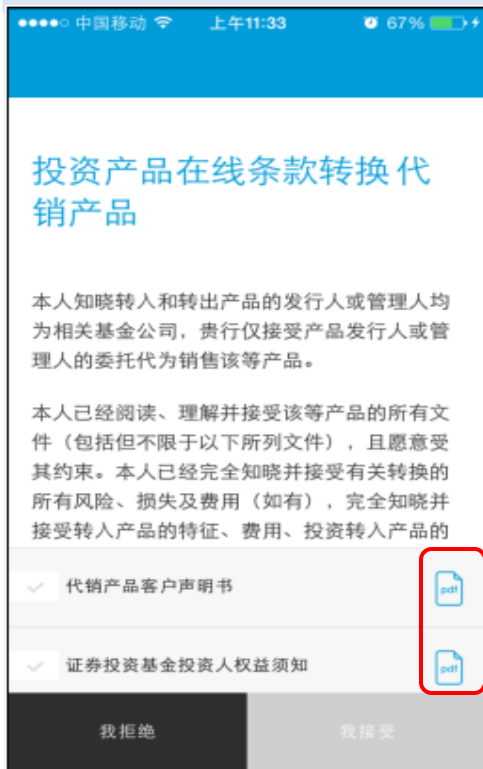 中国移动 上午11:33 67%
投资产品在线条款转换代
销产品
本人知晓转入和转出产品的发行人或管理人均
为相关基金公司，贵行仅接受产品发行人或管
理人的委托代为销售该等产品。
本人已经阅读、理解并接受该等产品的所有文
件（包括但不限于以下所列文件），且愿意受
其约束。本人已经完全知晓并接受有关转换的
所有风险、损失及费用（如有），完全知晓并
接受转入产品的特征、费用、投资转入产品的
代销产品客户声明书 pdf
证券投资基金投资人权益须知 pdf
我拒绝 我接受